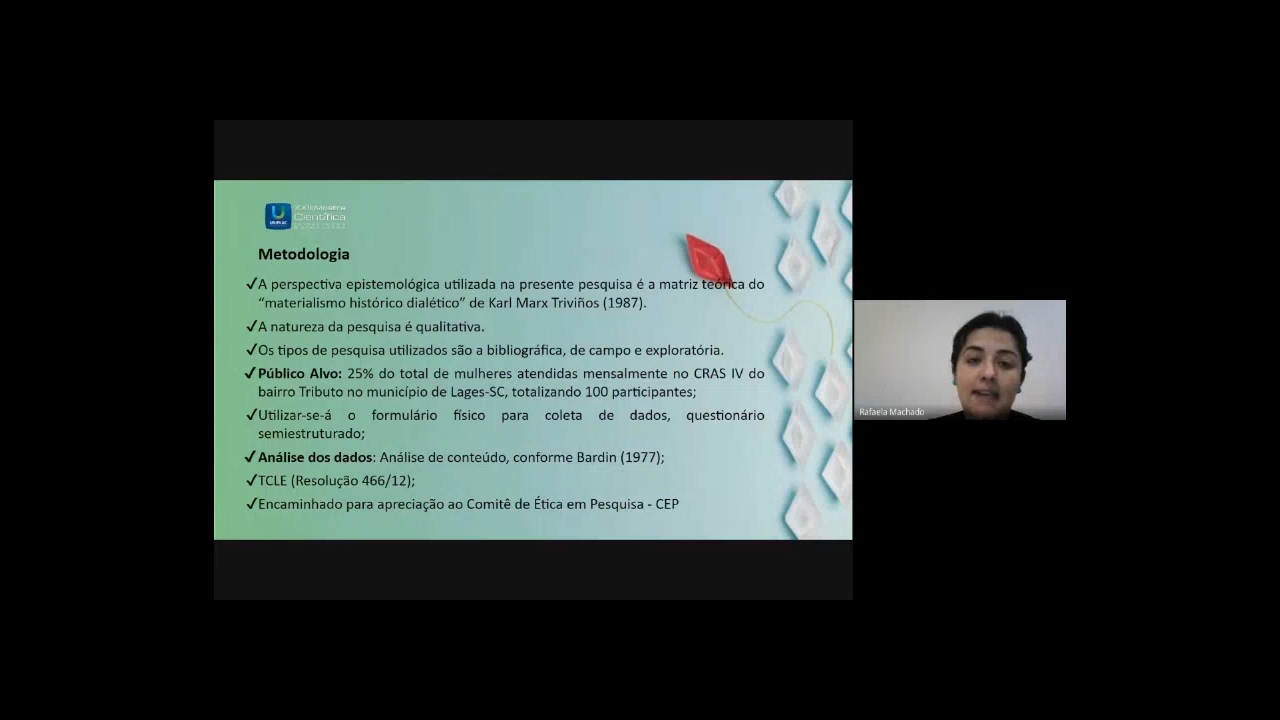 UNIPLAC
XXII Mostra
Científica
Metodologia
✓A perspectiva epistemológica utilizada na presente pesquisa é a matriz teórica do
“materialismo histórico dialético” de Karl Marx Triviños (1987).
✓A natureza da pesquisa é qualitativa.
✓Os tipos de pesquisa utilizados são a bibliográfica, de campo e exploratória.
✓Público Alvo: 25% do total de mulheres atendidas mensalmente no CRAS IV do
bairro Tributo no município de Lages-SC, totalizando 100 participantes;
✓Utilizar-se-á o formulário físico para coleta de dados, questionário
semiestruturado;
✓Análise dos dados: Análise de conteúdo, conforme Bardin (1977);
✓TCLE (Resolução 466/12);
✓Encaminhado para apreciação ao Comitê de Ética em Pesquisa - CEP
Rafaela Machado